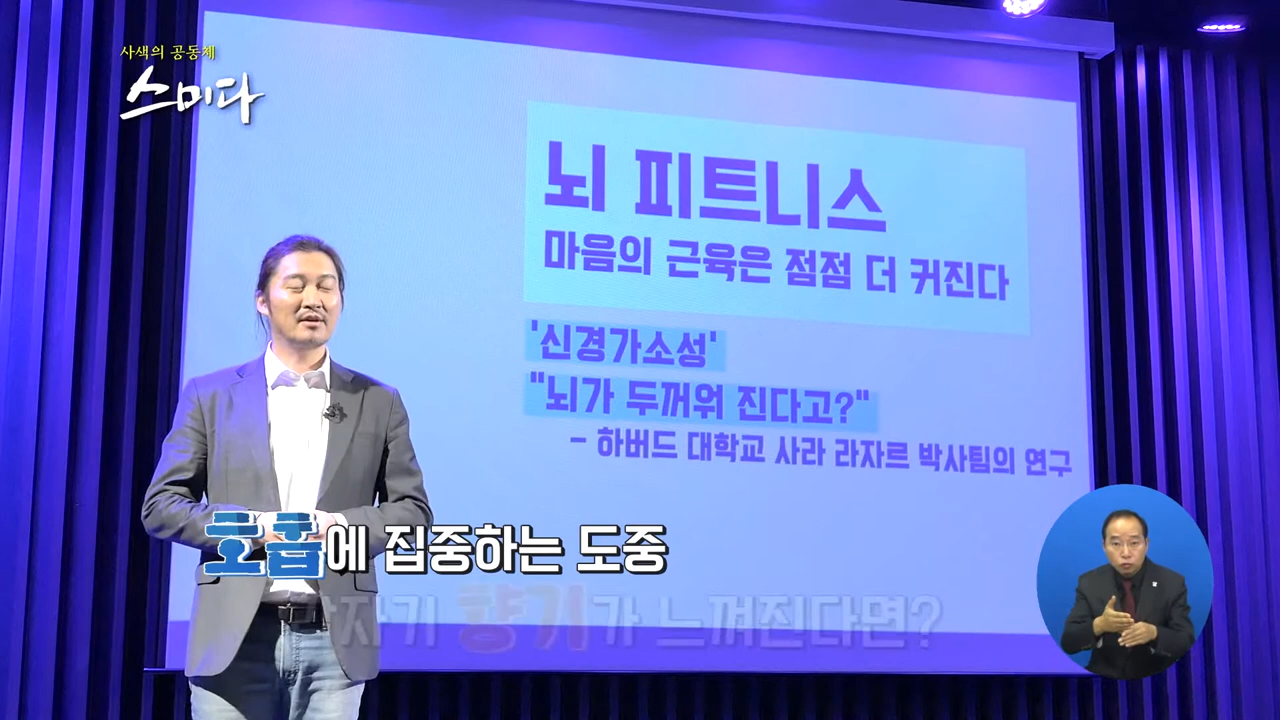 사색의 공동체
스미다
뇌 피트니스
마음의 근육은 점점 더 커진다
'신경가소성'
"뇌가 두꺼워 진다고?"
- 하버드 대학교 사라 라자르 박사팀의 연구
호흡에 집중하는 도중
갑자기 향기가 느껴진다면?